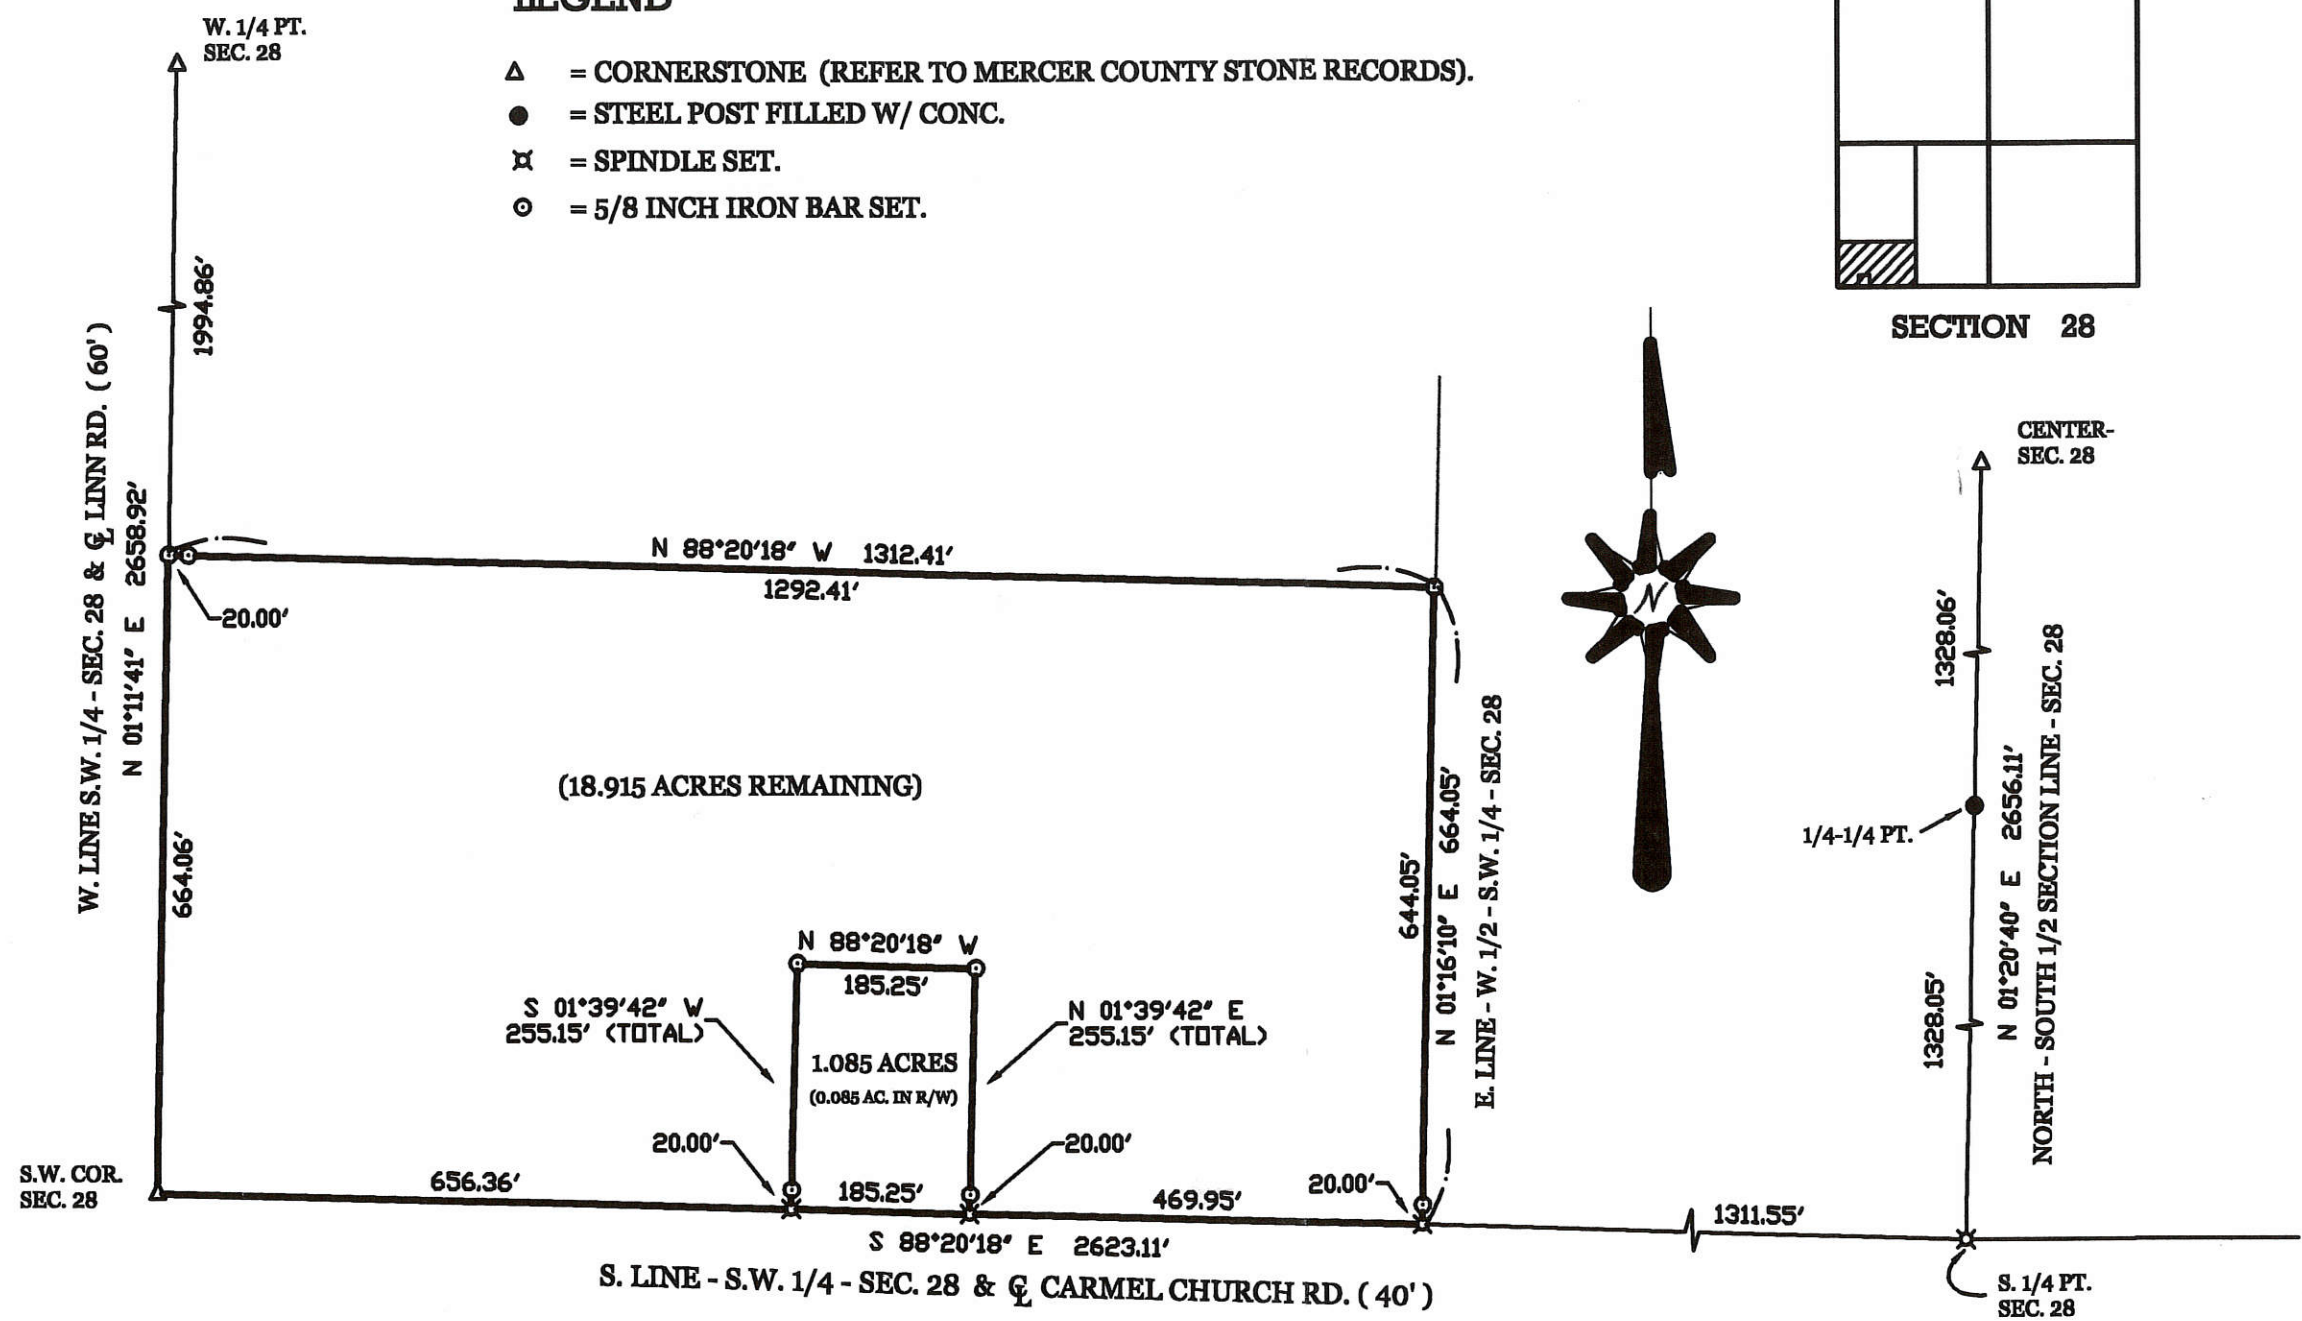 LEGEND
W. 1/4 PT.
SEC. 28
= CORNERSTONE (REFER TO MERCER COUNTY STONE RECORDS).
= STEEL POST FILLED W/ CONC.
= SPINDLE SET.
= 5/8 INCH IRON BAR SET.
SECTION 28
1994.86'
W. LINE S.W. 1/4 - SEC. 28 & ℄ LINN RD. (60')
N 01°11'41" E 2658.92'
664.06'
N 88°20'18" W 1312.41'
1292.41'
20.00'
(18.915 ACRES REMAINING)
N
CENTER-
SEC. 28
1328.06'
1/4-1/4 PT.
1328.05'
N 01°20'40" E 2656.11'
NORTH - SOUTH 1/2 SECTION LINE - SEC. 28
644.05'
N 01°16'10" E 664.05'
E. LINE - W. 1/2 - S.W. 1/4 - SEC. 28
N 88°20'18" W
185.25'
S 01°39'42" W
255.15' (TOTAL)
N 01°39'42" E
255.15' (TOTAL)
1.085 ACRES
(0.085 AC. IN R/W)
20.00'
20.00'
20.00'
S.W. COR.
SEC. 28
656.36'
185.25'
469.95'
1311.55'
S 88°20'18" E 2623.11'
S. LINE - S.W. 1/4 - SEC. 28 & ℄ CARMEL CHURCH RD. (40')
S. 1/4 PT.
SEC. 28